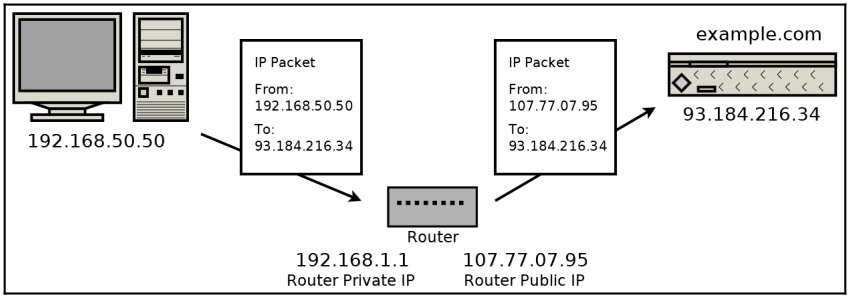 example.com
IP Packet
From:
192.168.50.50
To:
93.184.216.34
IP Packet
From:
107.77.07.95
To:
93.184.216.34
93.184.216.34
192.168.50.50
Router
192.168.1.1
Router Private IP
107.77.07.95
Router Public IP